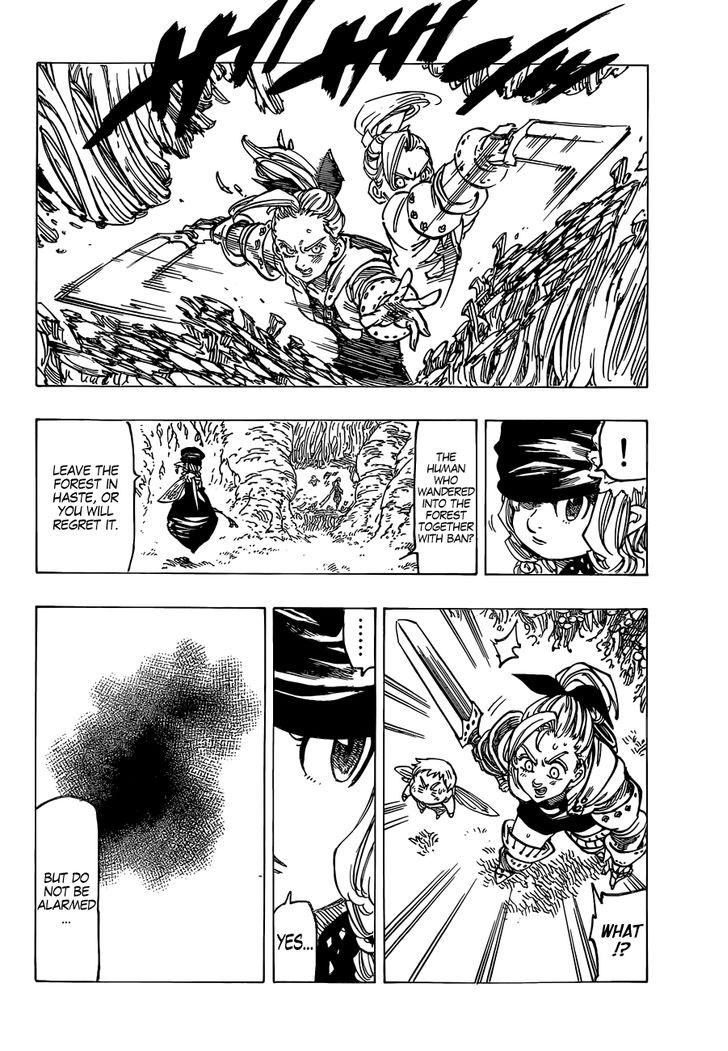 !
THE
HUMAN
WHO
WANDERED
INTO THE
FOREST
TOGETHER
WITH BAN?
LEAVE THE
FOREST IN
HASTE, OR
YOU WILL
REGRET IT.
WHAT
!?
......
YES...
BUT DO
NOT BE
ALARMED
...